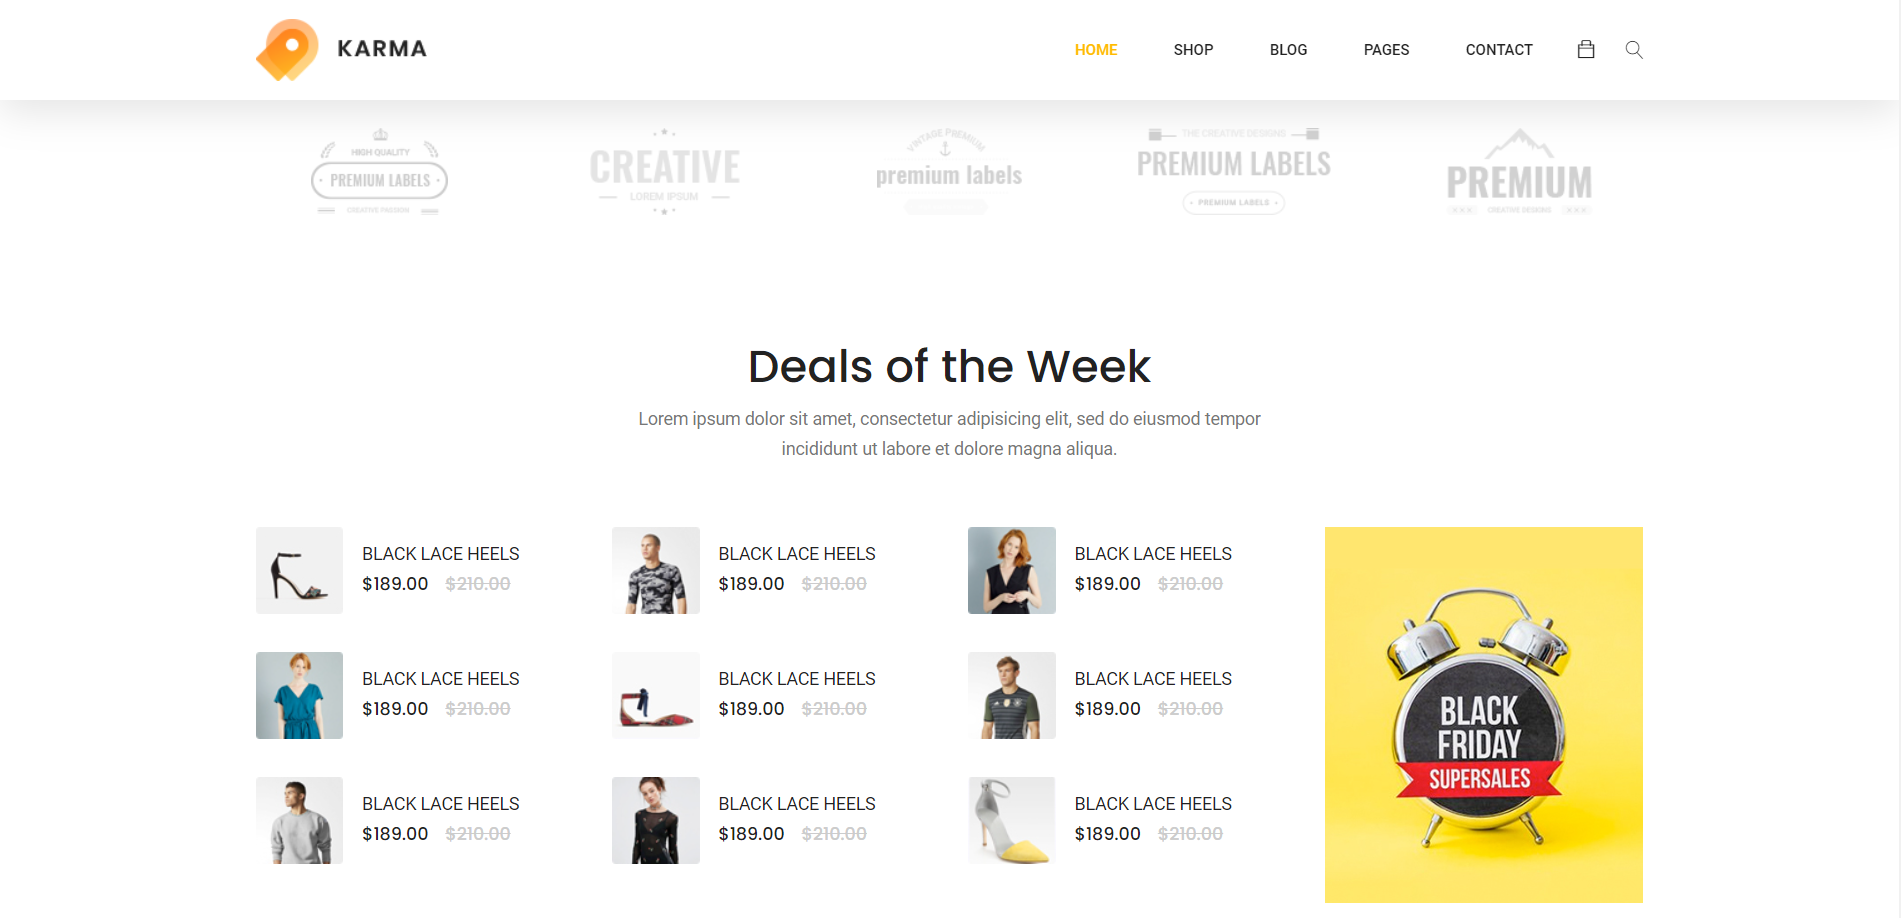 KARMA
HOME SHOP BLOG PAGES CONTACT
HIGH QUALITY
PREMIUM LABELS
CREATIVE PASSION
CREATIVE
LOREM IPSUM
VINTAGE PREMIUM
premium labels
THE CREATIVE DESIGNS
PREMIUM LABELS
PREMIUM LABELS
PREMIUM
CREATIVE DESIGNS
Deals of the Week
Lorem ipsum dolor sit amet, consectetur adipisicing elit, sed do eiusmod tempor
incididunt ut labore et dolore magna aliqua.
BLACK LACE HEELS
$189.00 $210.00
BLACK LACE HEELS
$189.00 $210.00
BLACK LACE HEELS
$189.00 $210.00
BLACK LACE HEELS
$189.00 $210.00
BLACK LACE HEELS
$189.00 $210.00
BLACK LACE HEELS
$189.00 $210.00
BLACK LACE HEELS
$189.00 $210.00
BLACK LACE HEELS
$189.00 $210.00
BLACK LACE HEELS
$189.00 $210.00
BLACK
FRIDAY
SUPERSALES